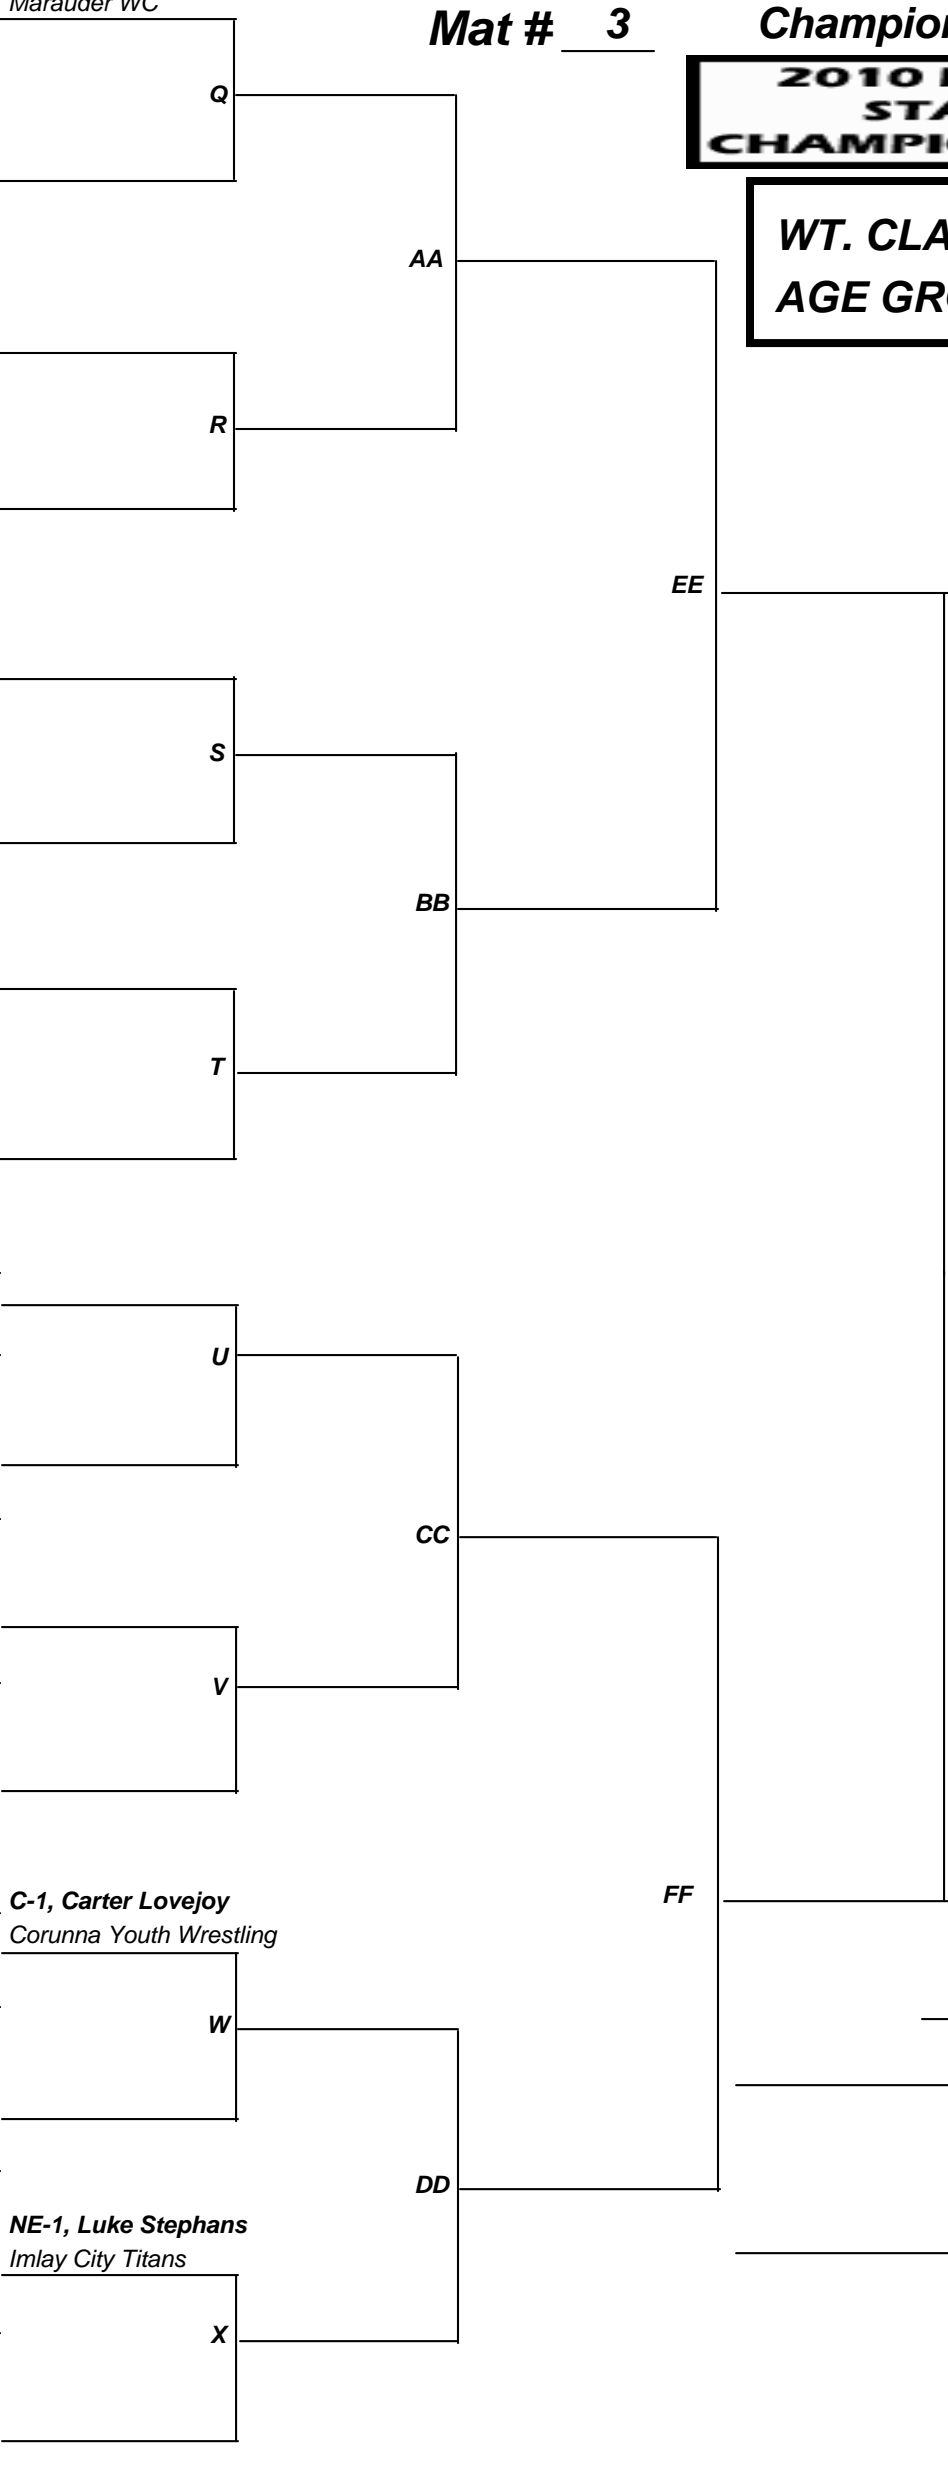 Marauder WC
Mat # 3
Champion
2010
STA
CHAMPI
Q
WT. CLA
AA
AGE GR
R
EE
S
BB
T
U
CC
V
FF
C-1, Carter Lovejoy
Corunna Youth Wrestling
W
DD
NE-1, Luke Stephans
Imlay City Titans
X